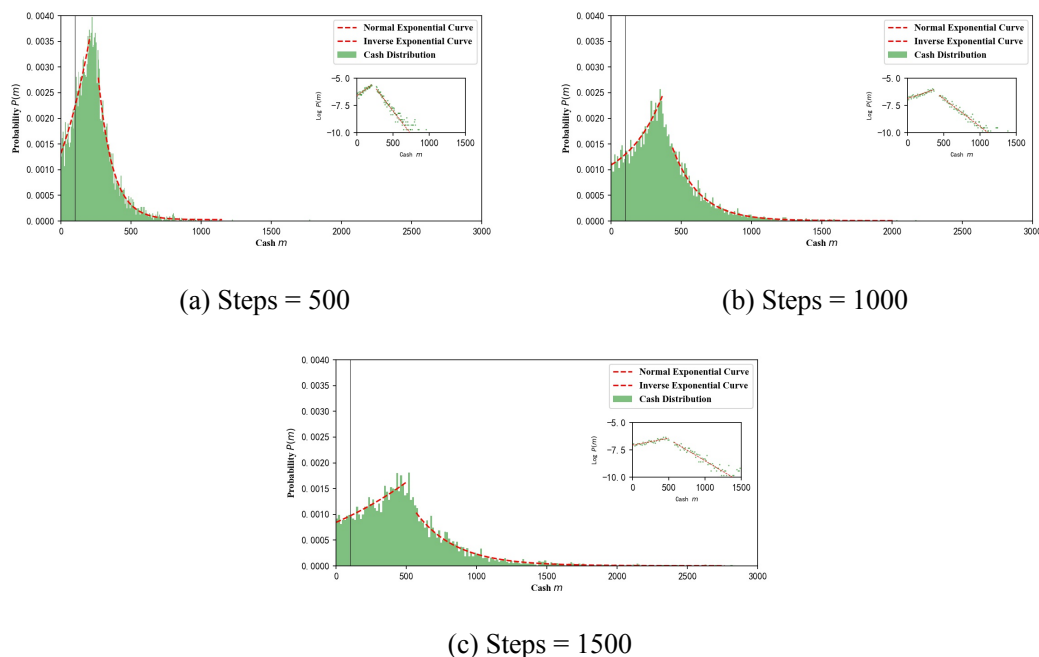 0.0040
0.0035
0.0030
0.0025
0.0020
0.0015
0.0010
0.0005
0.0000
Probability P(m)
0 500 1000 1500 2000 2500 3000
Cash m
Normal Exponential Curve
Inverse Exponential Curve
Cash Distribution
−5.0
−7.5
−10.0
Log P(m)
0 500 1000 1500
Cash m
(a) Steps = 500
0.0040
0.0035
0.0030
0.0025
0.0020
0.0015
0.0010
0.0005
0.0000
Probability P(m)
0 500 1000 1500 2000 2500 3000
Cash m
Normal Exponential Curve
Inverse Exponential Curve
Cash Distribution
−5.0
−7.5
−10.0
Log P(m)
0 500 1000 1500
Cash m
(b) Steps = 1000
0.0040
0.0035
0.0030
0.0025
0.0020
0.0015
0.0010
0.0005
0.0000
Probability P(m)
0 500 1000 1500 2000 2500 3000
Cash m
Normal Exponential Curve
Inverse Exponential Curve
Cash Distribution
−5.0
−7.5
−10.0
Log P(m)
0 500 1000 1500
Cash m
(c) Steps = 1500